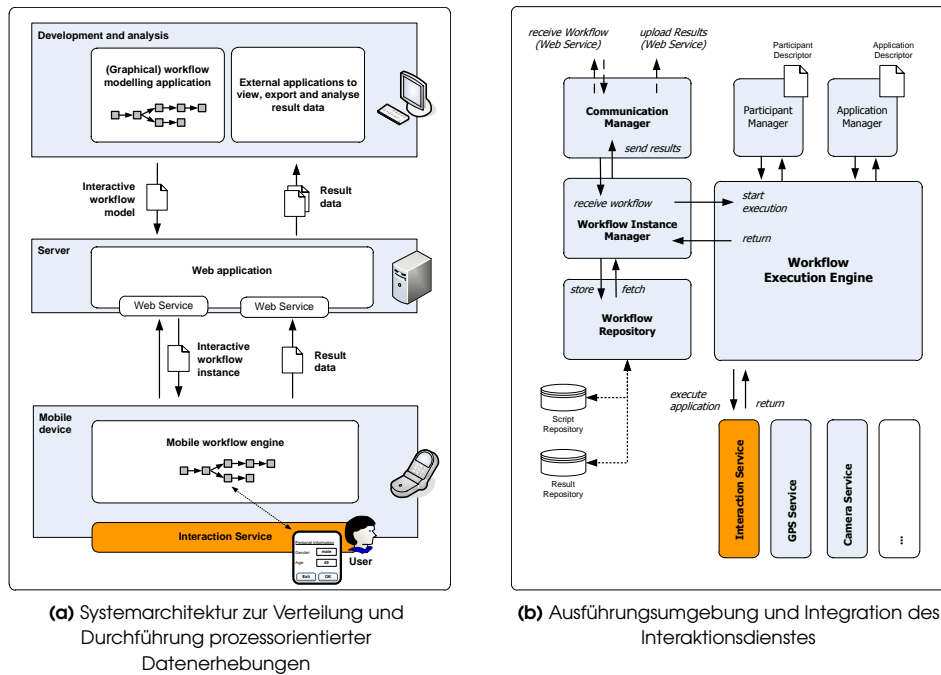 Development and analysis
(Graphical) workflow
modelling application
External applications to
view, export and analyse
result data
Interactive
workflow
model
Result
data
Server
Web application
Web Service
Web Service
Interactive
workflow
instance
Result
data
Mobile
device
Mobile workflow engine
Interaction Service
Personal Information
Gender:
male
Age:
49
Exit
OK
User
(a) Systemarchitektur zur Verteilung und
Durchführung prozessorientierter
Datenerhebungen
receive Workflow
(Web Service)
upload Results
(Web Service)
Participant
Descriptor
Application
Descriptor
Communication
Manager
send results
Participant
Manager
Application
Manager
receive workflow
Workflow Instance
Manager
start
execution
return
Workflow
Execution Engine
store
fetch
Workflow
Repository
Script
Repository
Result
Repository
execute
application
return
Interaction Service
GPS Service
Camera Service
...
(b) Ausführungsumgebung und Integration des
Interaktionsdienstes